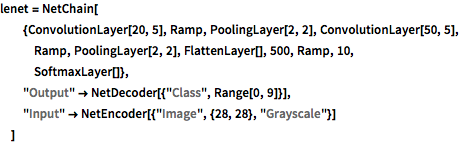 lenet = NetChain[
{ConvolutionLayer[20, 5], Ramp, PoolingLayer[2, 2], ConvolutionLayer[50, 5],
Ramp, PoolingLayer[2, 2], FlattenLayer[], 500, Ramp, 10,
SoftmaxLayer[]},
"Output" → NetDecoder[{"Class", Range[0, 9]}],
"Input" → NetEncoder[{"Image", {28, 28}, "Grayscale"}]
]